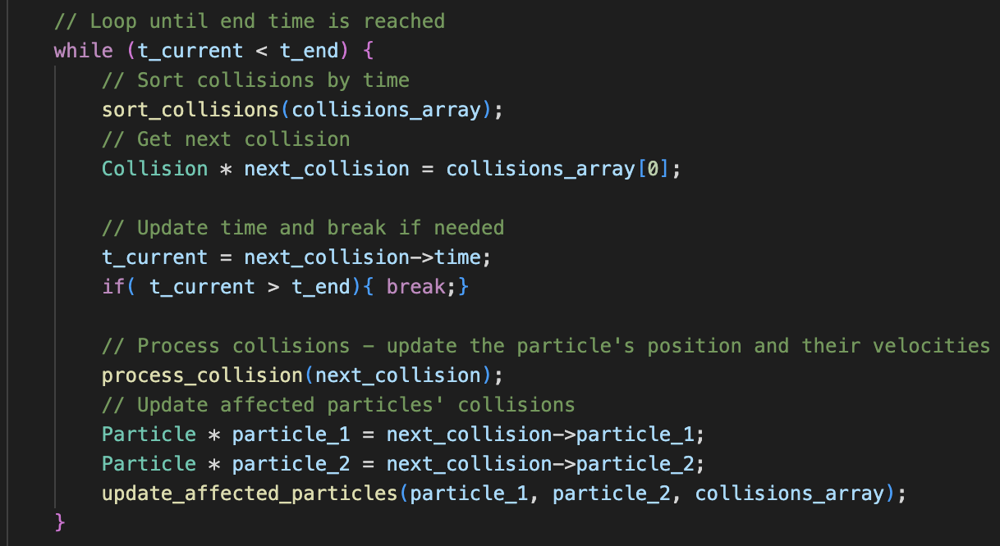 // Loop until end time is reached
while (t_current < t_end) {
// Sort collisions by time
sort_collisions(collisions_array);
// Get next collision
Collision * next_collision = collisions_array[0];
// Update time and break if needed
t_current = next_collision->time;
if( t_current > t_end){ break;}
// Process collisions – update the particle's position and their velocities
process_collision(next_collision);
// Update affected particles' collisions
Particle * particle_1 = next_collision->particle_1;
Particle * particle_2 = next_collision->particle_2;
update_affected_particles(particle_1, particle_2, collisions_array);
}